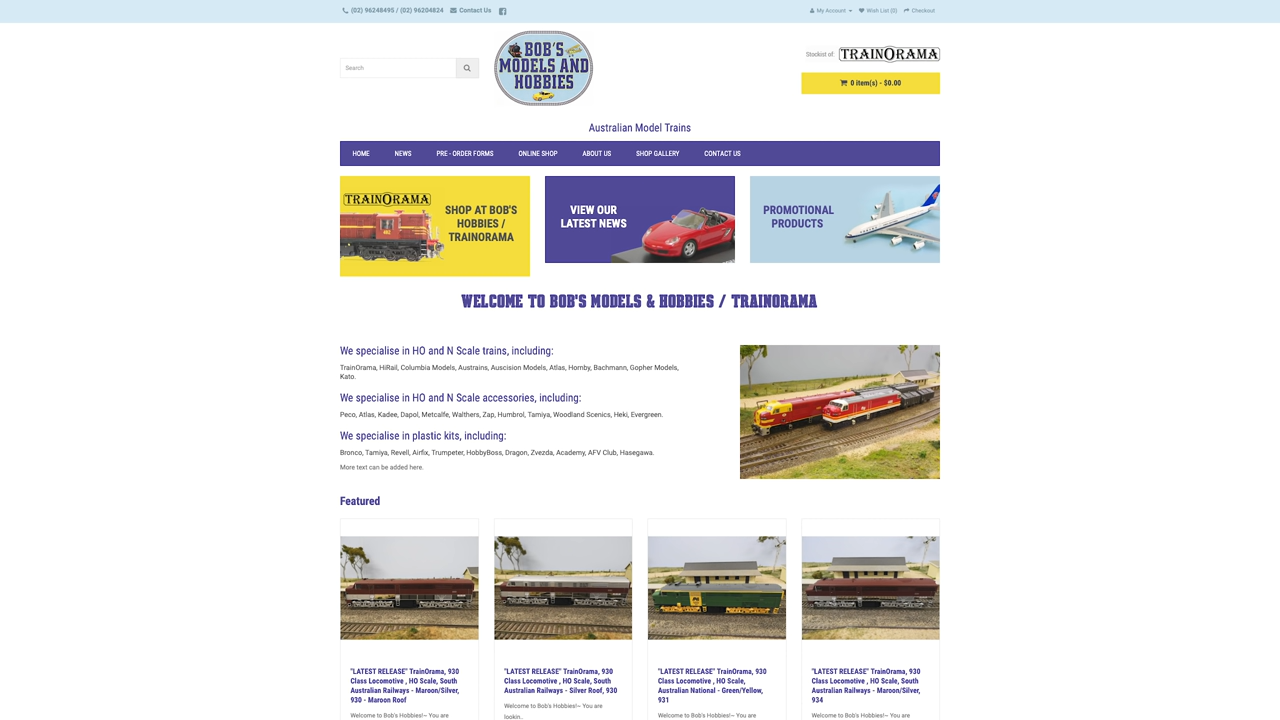 (02) 96248495 / (02) 96204824 Contact Us
My Account Wish List (0) Checkout
Search
BOB'S
MODELS AND
HOBBIES
Stockist of:
TRAINORAMA
0 item(s) - $0.00
Australian Model Trains
HOME NEWS PRE - ORDER FORMS ONLINE SHOP ABOUT US SHOP GALLERY CONTACT US
TRAINORAMA
SHOP AT BOB'S
HOBBIES /
TRAINORAMA
VIEW OUR
LATEST NEWS
PROMOTIONAL
PRODUCTS
WELCOME TO BOB'S MODELS & HOBBIES / TRAINORAMA
We specialise in HO and N Scale trains, including:
TrainOrama, HiRail, Columbia Models, Austrains, Auscision Models, Atlas, Hornby, Bachmann, Gopher Models,
Kato.
We specialise in HO and N Scale accessories, including:
Peco, Atlas, Kadee, Dapol, Metcalfe, Walthers, Zap, Humbrol, Tamiya, Woodland Scenics, Heki, Evergreen.
We specialise in plastic kits, including:
Bronco, Tamiya, Revell, Airfix, Trumpeter, HobbyBoss, Dragon, Zvezda, Academy, AFV Club, Hasegawa.
More text can be added here.
Featured
"LATEST RELEASE" TrainOrama, 930
Class Locomotive , HO Scale, South
Australian Railways - Maroon/Silver,
930 - Maroon Roof
Welcome to Bob's Hobbies!~ You are
"LATEST RELEASE" TrainOrama, 930
Class Locomotive , HO Scale, South
Australian Railways - Silver Roof, 930
Welcome to Bob's Hobbies!~ You are
lookin..
"LATEST RELEASE" TrainOrama, 930
Class Locomotive , HO Scale,
Australian National - Green/Yellow,
931
Welcome to Bob's Hobbies!~ You are
"LATEST RELEASE" TrainOrama, 930
Class Locomotive , HO Scale, South
Australian Railways - Maroon/Silver,
934
Welcome to Bob's Hobbies!~ You are